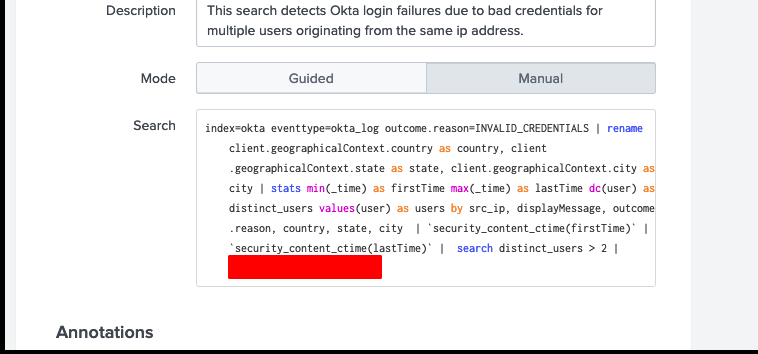 Description
This search detects Okta login failures due to bad credentials for
multiple users originating from the same ip address.
Mode
Guided
Manual
Search
index=okta eventtype=okta_log outcome.reason=INVALID_CREDENTIALS | rename
client.geographicalContext.country as country, client
.geographicalContext.state as state, client.geographicalContext.city as
city | stats min(_time) as firstTime max(_time) as lastTime dc(user) as
distinct_users values(user) as users by src_ip, displayMessage, outcome
.reason, country, state, city | `security_content_ctime(firstTime)` |
`security_content_ctime(lastTime)` | search distinct_users > 2 |
Annotations